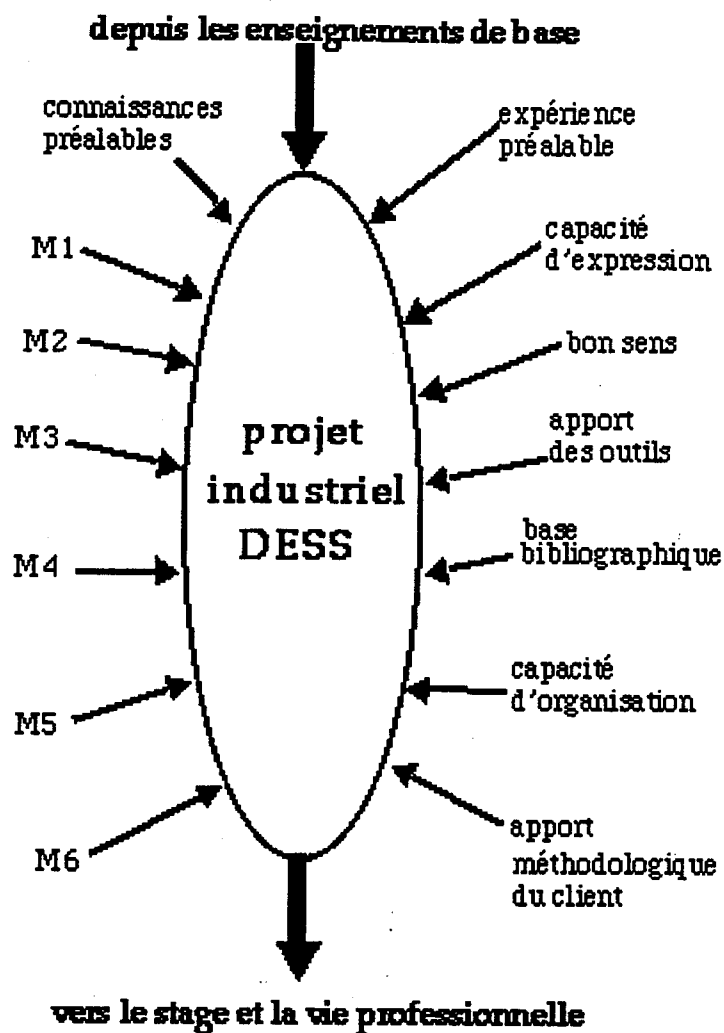 depuis les enseignements de base
connaissances
préalables
expérience
préalable
M1
capacité
d'expression
M2
bon sens
M3
apport
des outils
projet
industriel
DESS
M4
base
bibliographique
M5
capacité
d'organisation
M6
apport
méthodologique
du client
vers le stage et la vie professionnelle